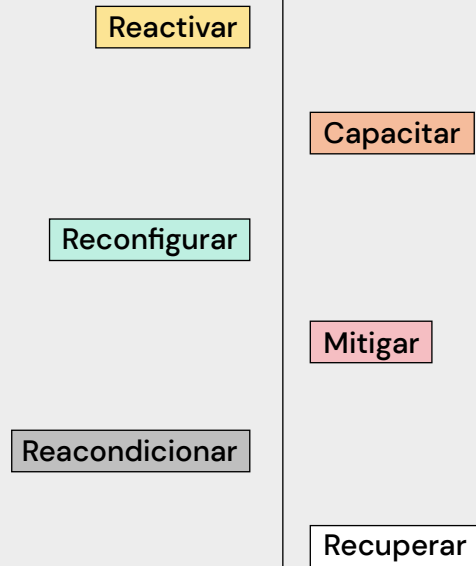 Reactivar
Capacitar
Reconfigurar
Mitigar
Reacondicionar
Recuperar